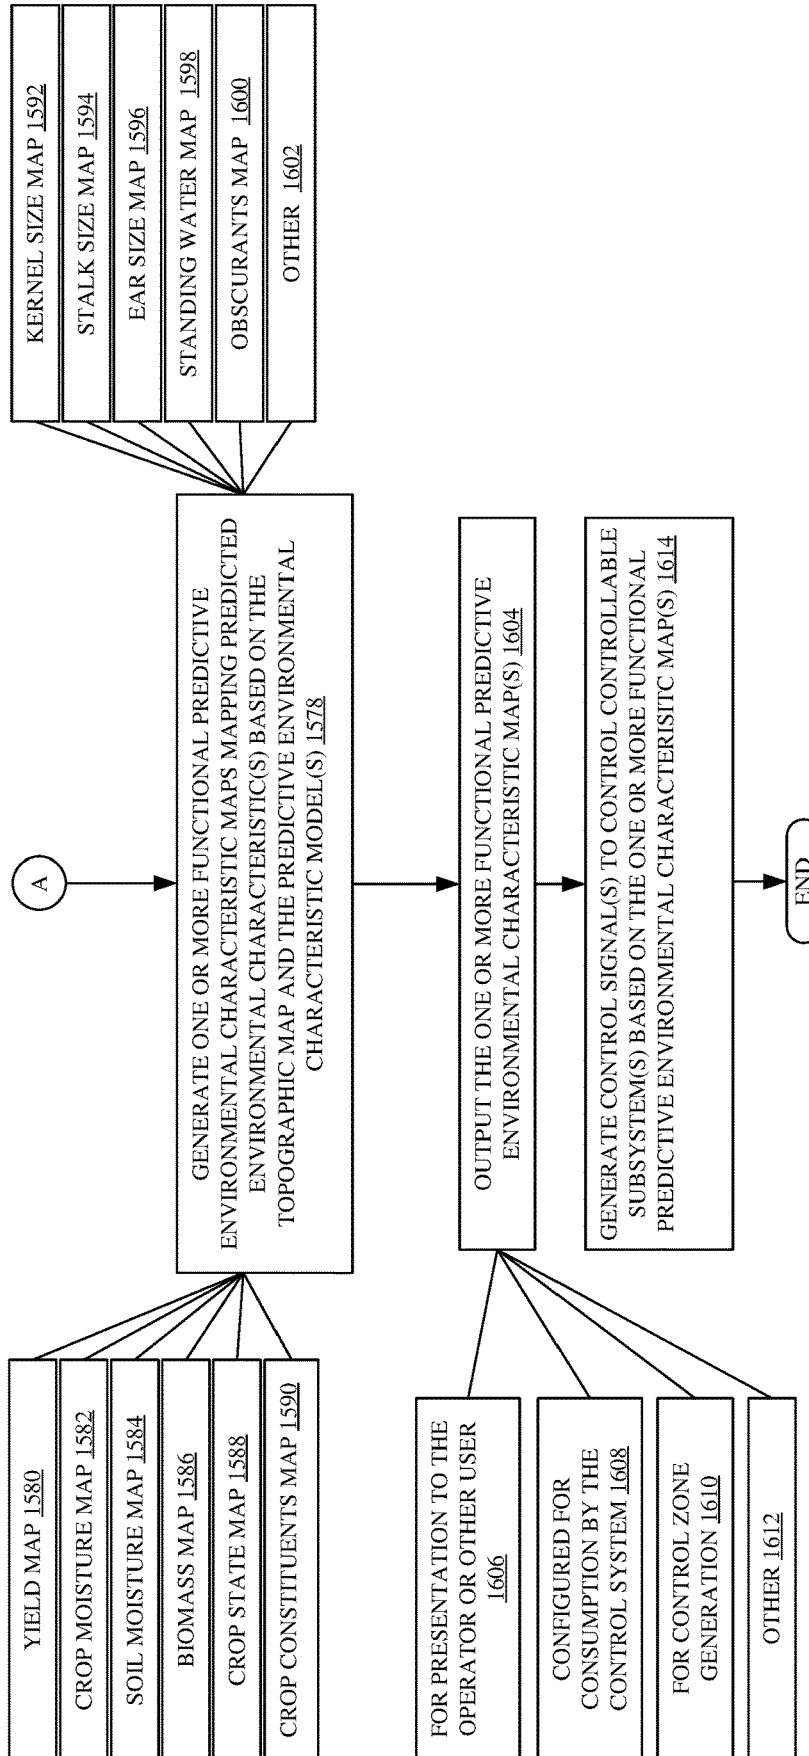 A
YIELD MAP 1580
CROP MOISTURE MAP 1582
SOIL MOISTURE MAP 1584
BIOMASS MAP 1586
CROP STATE MAP 1588
CROP CONSTITUENTS MAP 1590
GENERATE ONE OR MORE FUNCTIONAL PREDICTIVE
ENVIRONMENTAL CHARACTERISTIC MAPS MAPPING PREDICTED
ENVIRONMENTAL CHARACTERISTIC(S) BASED ON THE
TOPOGRAPHIC MAP AND THE PREDICTIVE ENVIRONMENTAL
CHARACTERISTIC MODEL(S) 1578
KERNEL SIZE MAP 1592
STALK SIZE MAP 1594
EAR SIZE MAP 1596
STANDING WATER MAP 1598
OBSCURANTS MAP 1600
OTHER 1602
FOR PRESENTATION TO THE
OPERATOR OR OTHER USER
1606
CONFIGURED FOR
CONSUMPTION BY THE
CONTROL SYSTEM 1608
FOR CONTROL ZONE
GENERATION 1610
OTHER 1612
OUTPUT THE ONE OR MORE FUNCTIONAL PREDICTIVE
ENVIRONMENTAL CHARACTERISTIC MAP(S) 1604
GENERATE CONTROL SIGNAL(S) TO CONTROL CONTROLLABLE
SUBSYSTEM(S) BASED ON THE ONE OR MORE FUNCTIONAL
PREDICTIVE ENVIRONMENTAL CHARACTERISITC MAP(S) 1614
END